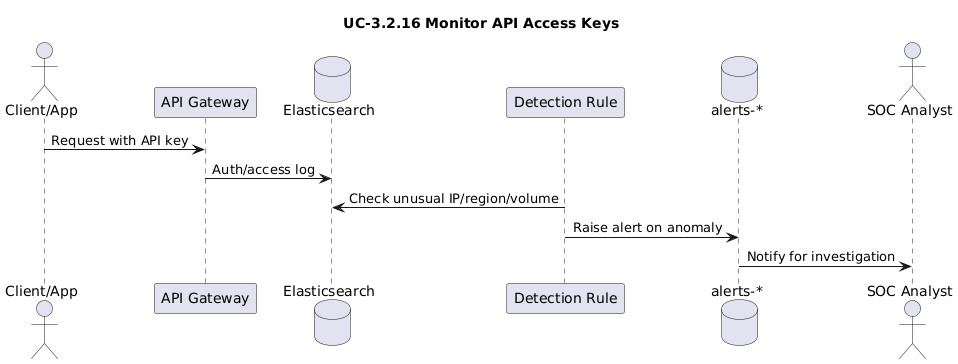 UC-3.2.16 Monitor API Access Keys
Client/App
API Gateway
Elasticsearch
Detection Rule
alerts-*
SOC Analyst
Request with API key
Auth/access log
Check unusual IP/region/volume
Raise alert on anomaly
Notify for investigation
Client/App
API Gateway
Elasticsearch
Detection Rule
alerts-*
SOC Analyst